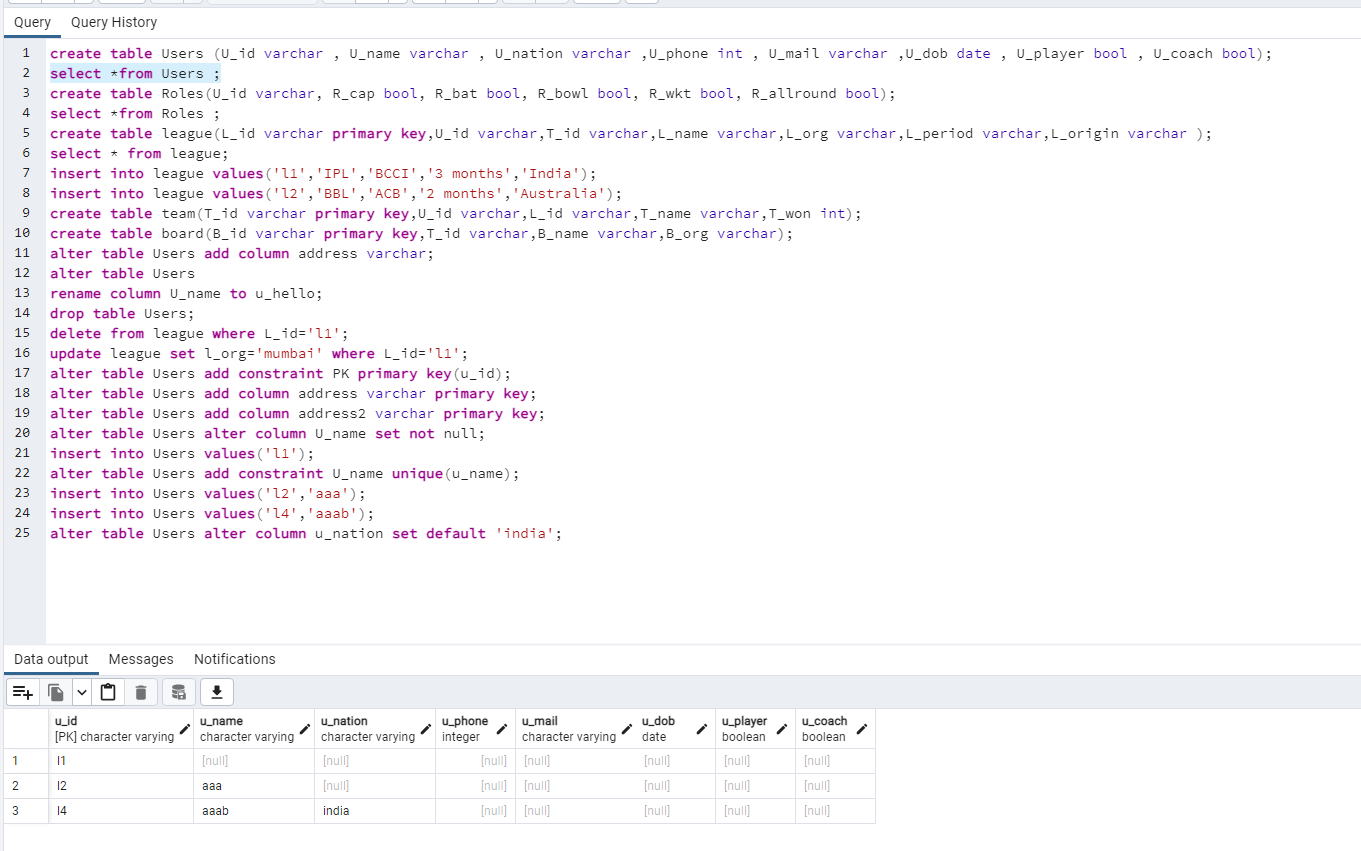 Query Query History
1 create table Users (U_id varchar , U_name varchar , U_nation varchar ,U_phone int , U_mail varchar ,U_dob date , U_player bool , U_coach bool);
2 select *from Users ;
3 create table Roles(U_id varchar, R_cap bool, R_bat bool, R_bowl bool, R_wkt bool, R_allround bool);
4 select *from Roles ;
5 create table league(L_id varchar primary key,U_id varchar,T_id varchar,L_name varchar,L_org varchar,L_period varchar,L_origin varchar );
6 select * from league;
7 insert into league values('l1','IPL','BCCI','3 months','India');
8 insert into league values('l2','BBL','ACB','2 months','Australia');
9 create table team(T_id varchar primary key,U_id varchar,L_id varchar,T_name varchar,T_won int);
10 create table board(B_id varchar primary key,T_id varchar,B_name varchar,B_org varchar);
11 alter table Users add column address varchar;
12 alter table Users
13 rename column U_name to u_hello;
14 drop table Users;
15 delete from league where L_id='l1';
16 update league set l_org='mumbai' where L_id='l1';
17 alter table Users add constraint PK primary key(u_id);
18 alter table Users add column address varchar primary key;
19 alter table Users add column address2 varchar primary key;
20 alter table Users alter column U_name set not null;
21 insert into Users values('l1');
22 alter table Users add constraint U_name unique(u_name);
23 insert into Users values('l2','aaa');
24 insert into Users values('l4','aaab');
25 alter table Users alter column u_nation set default 'india';
Data output Messages Notifications
u_id u_name u_nation u_phone u_mail u_dob u_player u_coach
[PK] character varying character varying character varying integer character varying date boolean boolean
1 l1 [null] [null] [null] [null] [null] [null] [null]
2 l2 aaa [null] [null] [null] [null] [null] [null]
3 l4 aaab india [null] [null] [null] [null] [null]